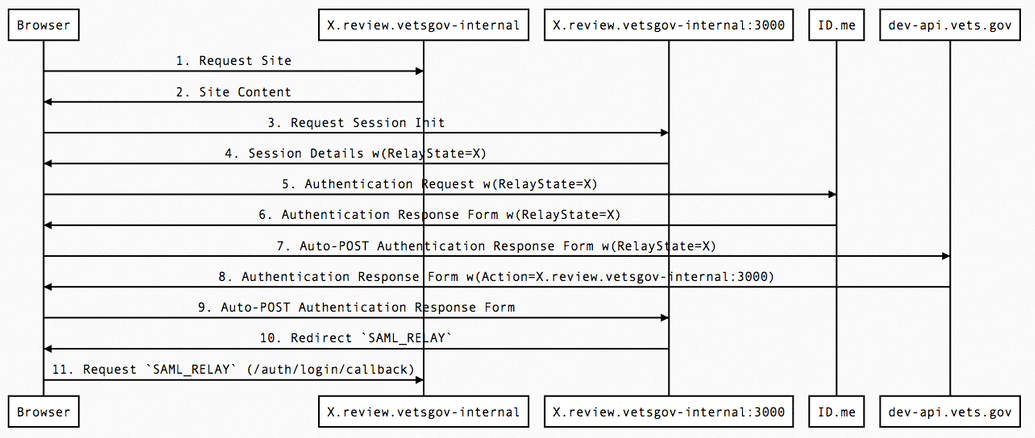 Browser
X.review.vetsgov-internal
X.review.vetsgov-internal:3000
ID.me
dev-api.vets.gov
1. Request Site
2. Site Content
3. Request Session Init
4. Session Details w(RelayState=X)
5. Authentication Request w(RelayState=X)
6. Authentication Response Form w(RelayState=X)
7. Auto-POST Authentication Response Form w(RelayState=X)
8. Authentication Response Form w(Action=X.review.vetsgov-internal:3000)
9. Auto-POST Authentication Response Form
10. Redirect `SAML_RELAY`
11. Request `SAML_RELAY` (/auth/login/callback)
Browser
X.review.vetsgov-internal
X.review.vetsgov-internal:3000
ID.me
dev-api.vets.gov